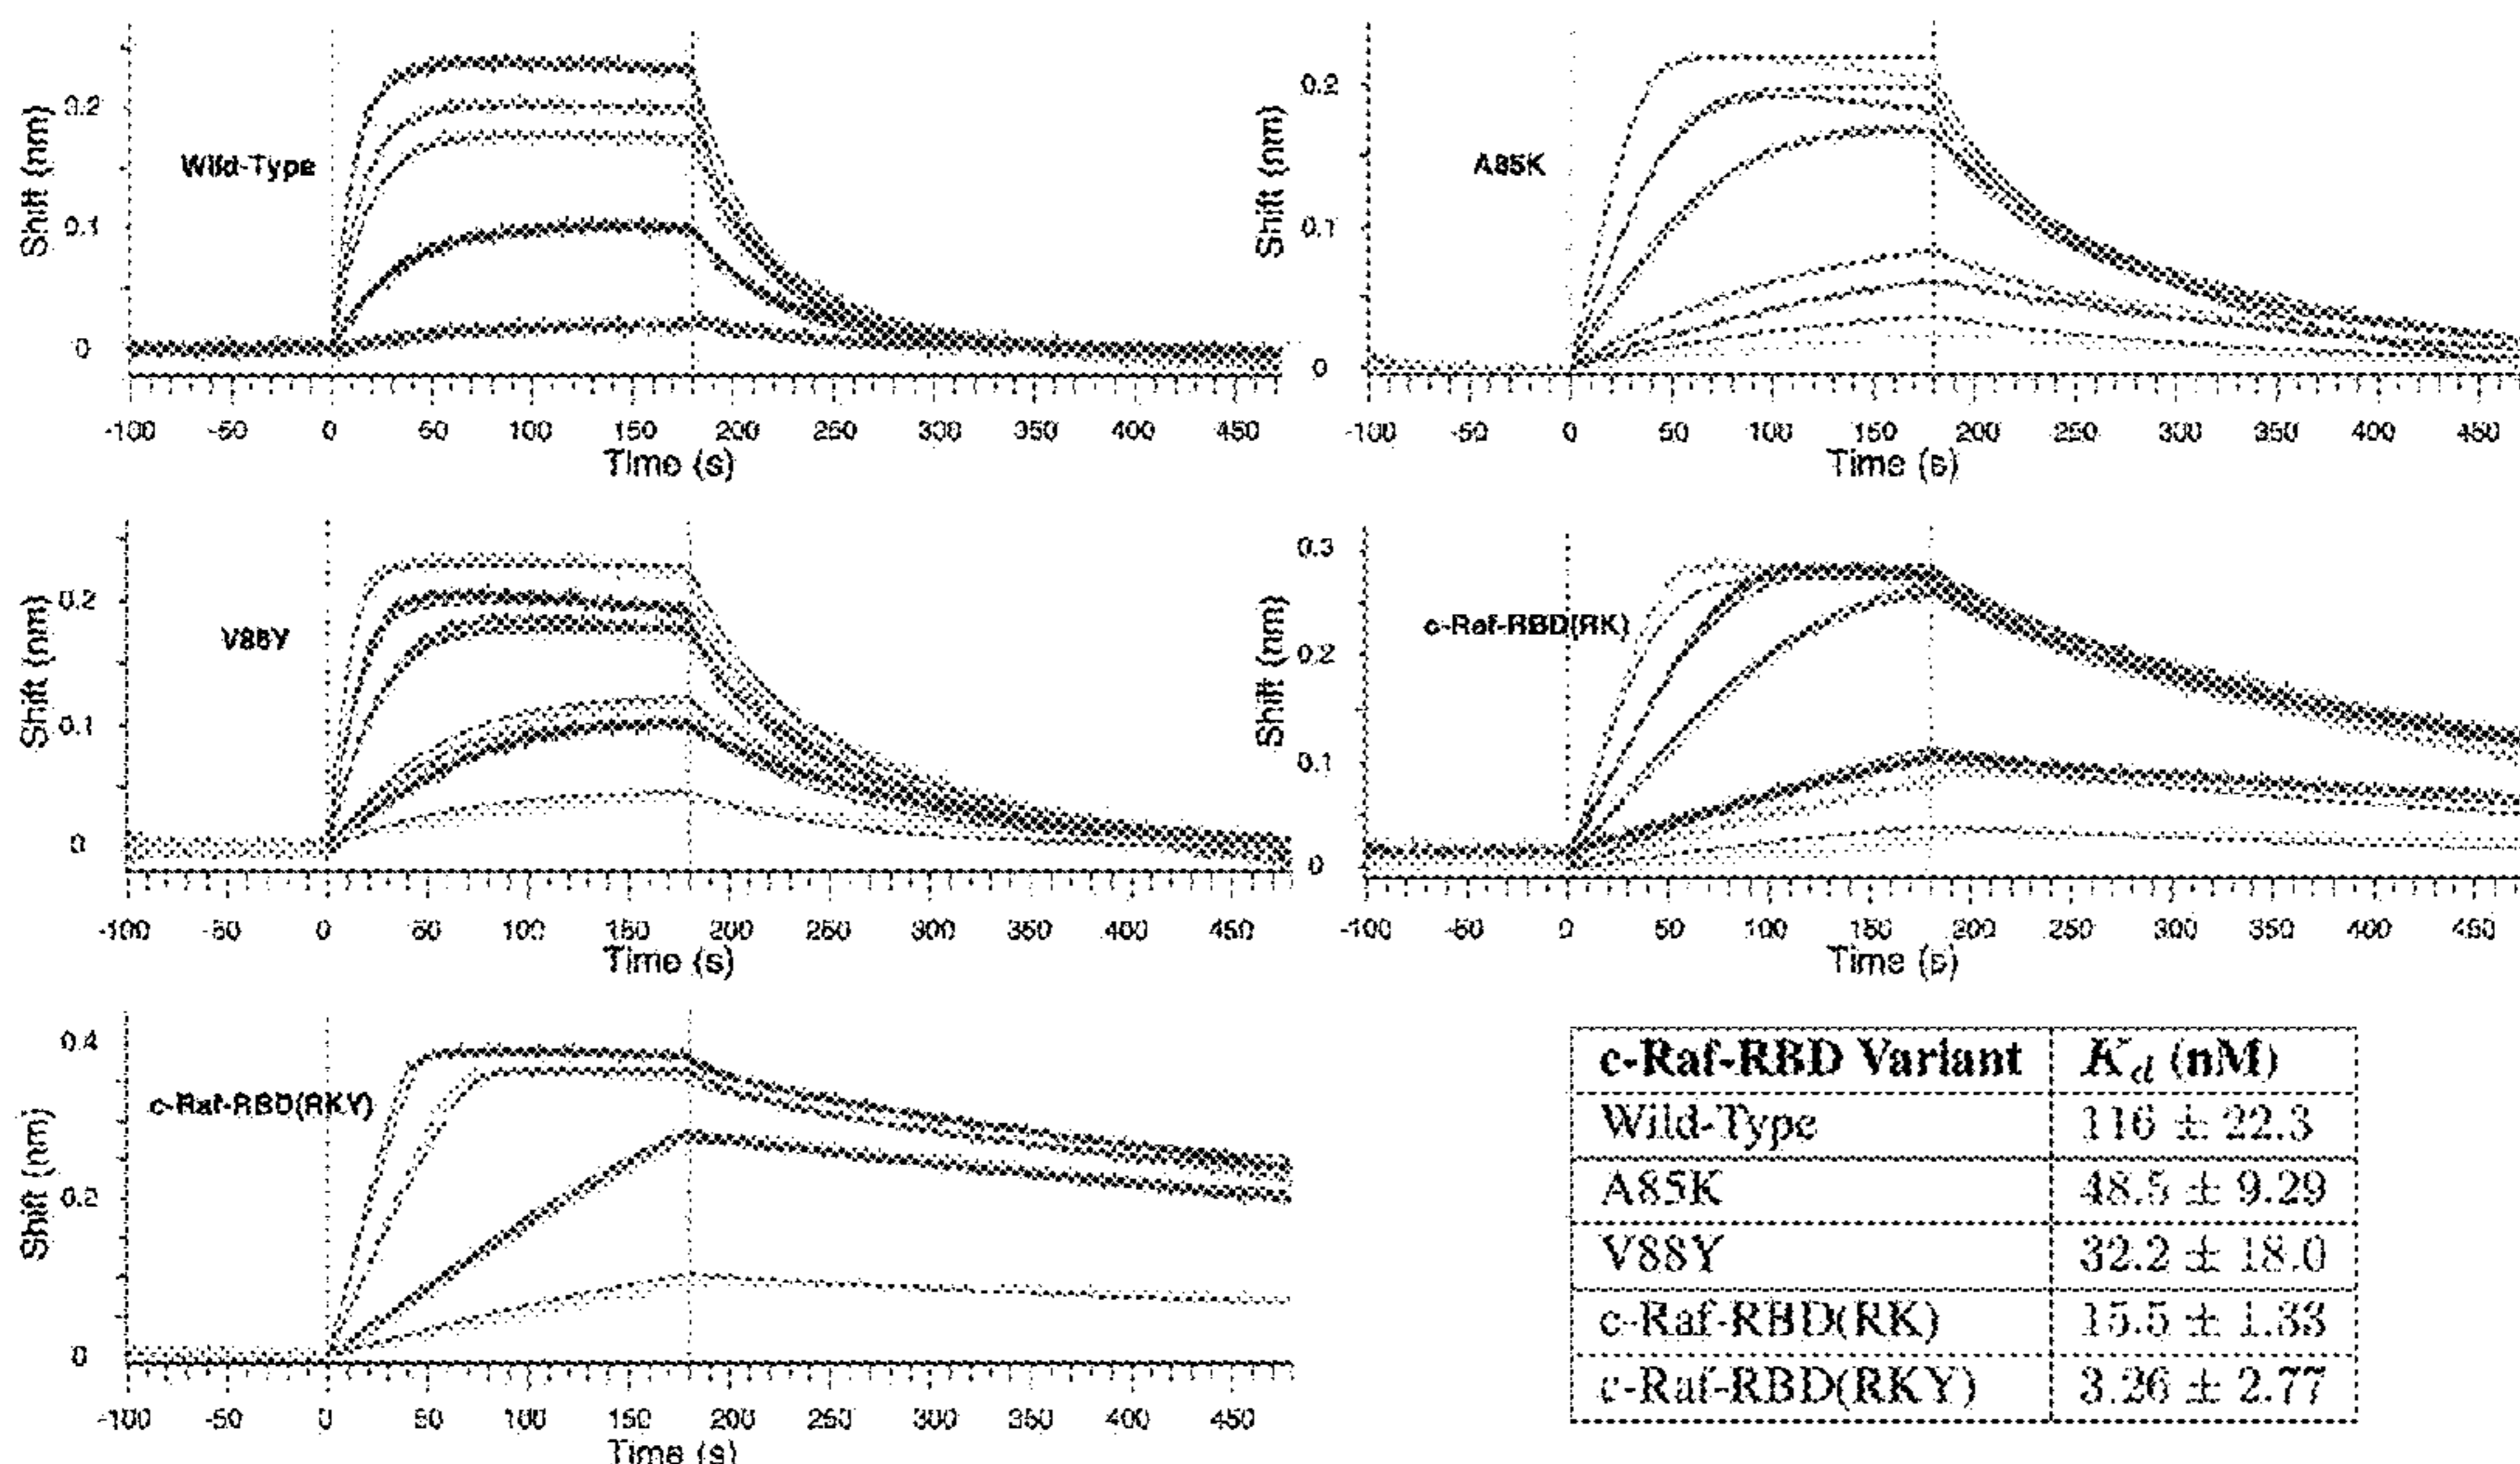 Shift (nm)
0.2
0.1
0
Wild-Type
-100 -50 0 50 100 150 200 250 300 350 400 450
Time (s)
Shift (nm)
0.2
0.1
0
A85K
-100 -50 0 50 100 150 200 250 300 350 400 450
Time (s)
Shift (nm)
0.2
0.1
0
V88Y
-100 -50 0 50 100 150 200 250 300 350 400 450
Time (s)
Shift (nm)
0.3
0.2
0.1
0
c-Raf-RBD(RK)
-100 -50 0 50 100 150 200 250 300 350 400 450
Time (s)
Shift (nm)
0.4
0.2
0
c-Raf-RBD(RKY)
-100 -50 0 50 100 150 200 250 300 350 400 450
Time (s)
c-Raf-RBD Variant Kd (nM)
Wild-Type 116 ± 22.3
A85K 48.5 ± 9.29
V88Y 32.2 ± 18.0
c-Raf-RBD(RK) 15.5 ± 1.33
c-Raf-RBD(RKY) 3.26 ± 2.77